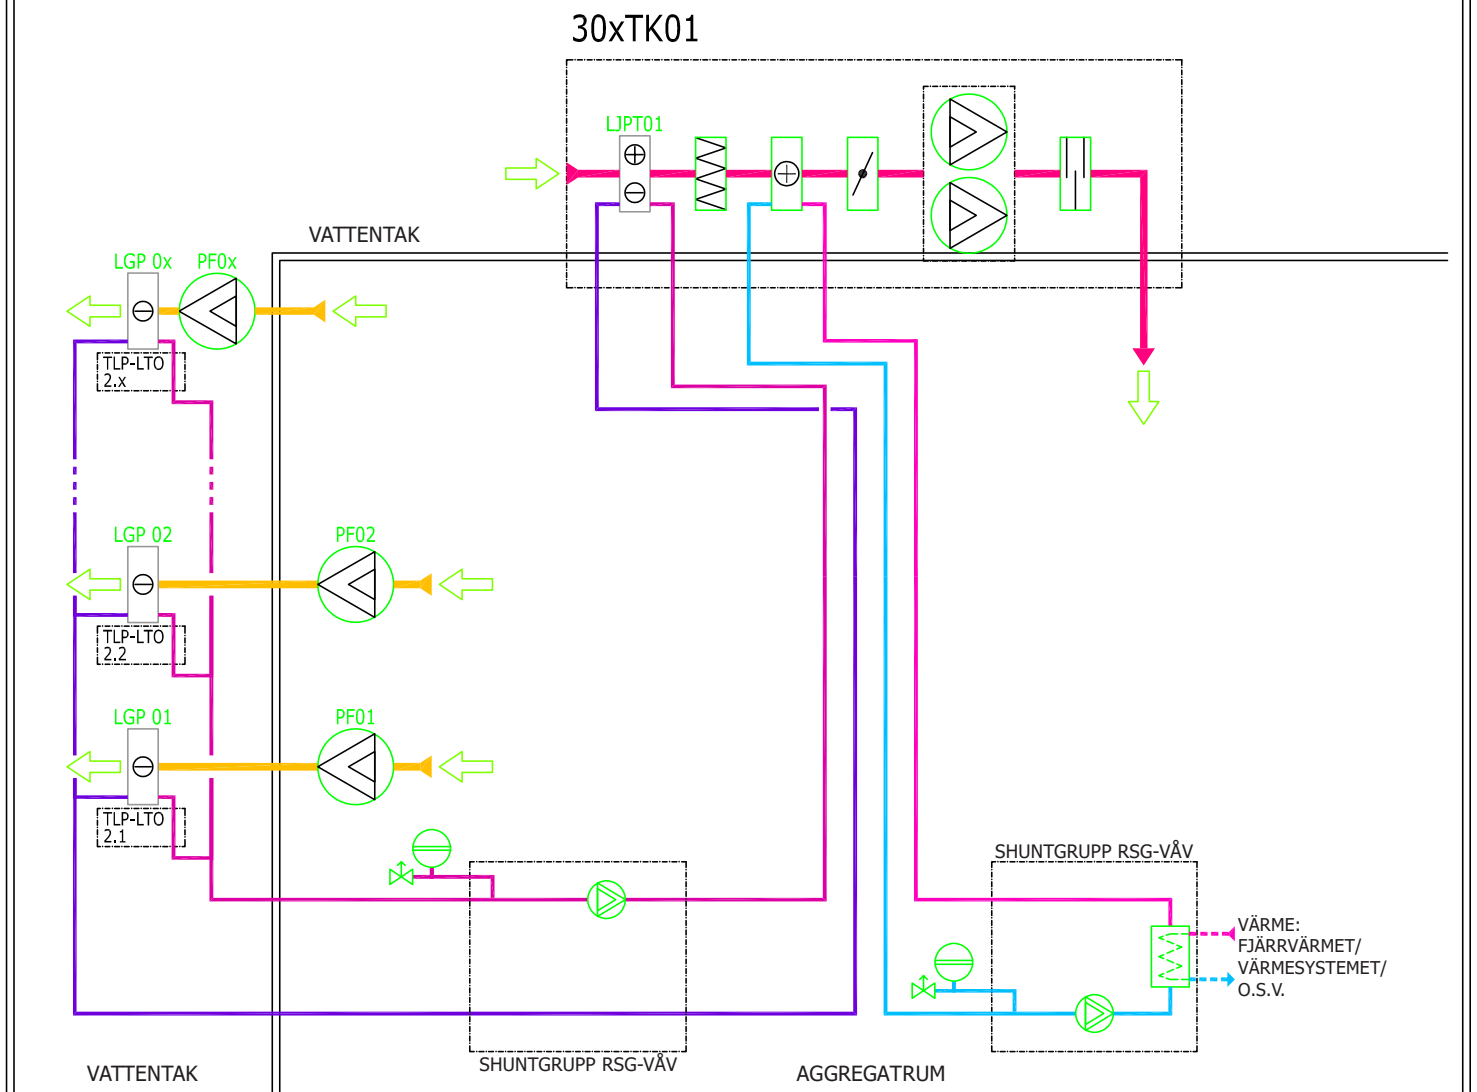 30xTK01
LJPT01
VATTENTAK
LGP 0x
PF0x
TLP-LTO
2.x
LGP 02
PF02
TLP-LTO
2.2
LGP 01
PF01
TLP-LTO
2.1
SHUNTGRUPP RSG-VÅV
VÄRME:
FJÄRRVÄRMET/
VÄRMESYSTEMET/
O.S.V.
SHUNTGRUPP RSG-VÅV
VATTENTAK
AGGREGATRUM